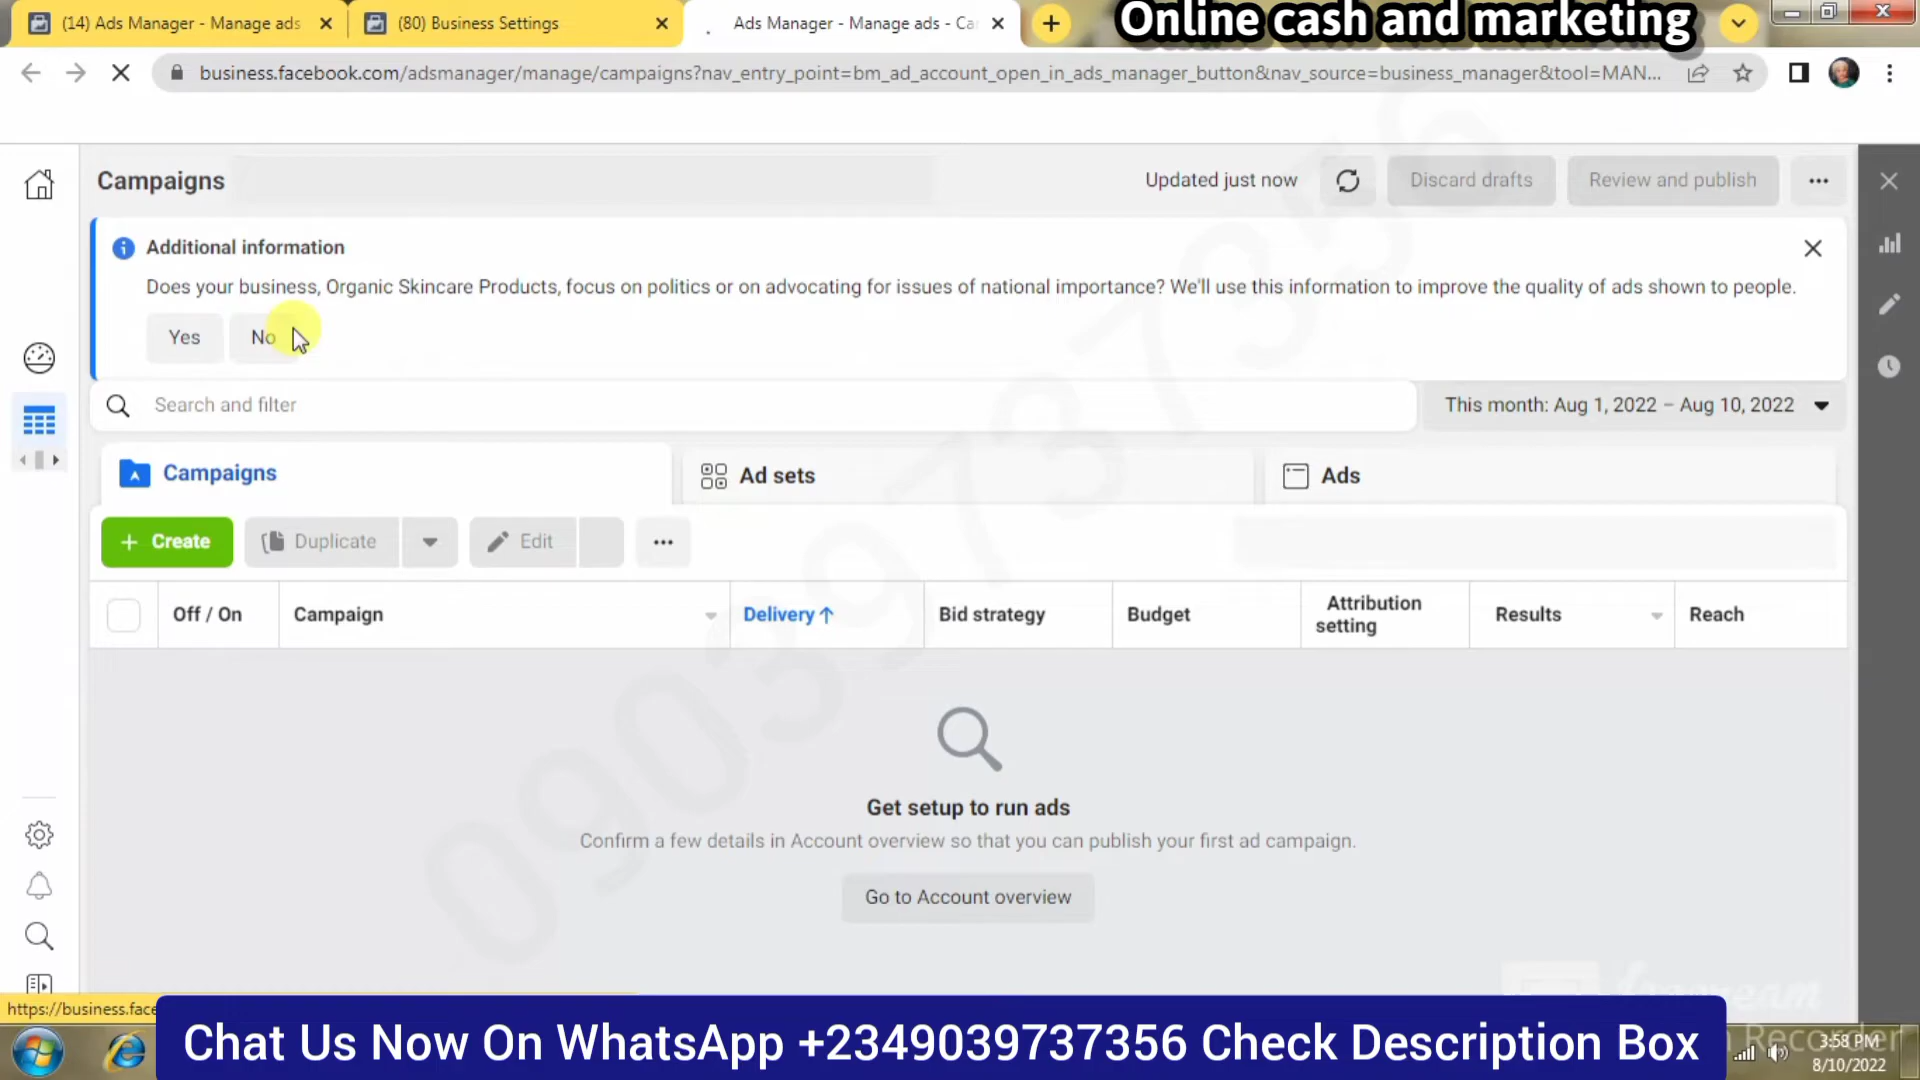 (14) Ads Manager - Manage ads
(80) Business Settings
Ads Manager - Manage ads - Ca
Online cash and marketing
business.facebook.com/adsmanager/manage/campaigns?nav_entry_point=bm_ad_account_open_in_ads_manager_button&nav_source=business_manager&tool=MAN...
Campaigns
Updated just now
Discard drafts
Review and publish
Additional information
Does your business, Organic Skincare Products, focus on politics or on advocating for issues of national importance? We'll use this information to improve the quality of ads shown to people.
Yes
No
Search and filter
This month: Aug 1, 2022 – Aug 10, 2022
Campaigns
Ad sets
Ads
+ Create
Duplicate
Edit
Off / On
Campaign
Delivery ↑
Bid strategy
Budget
Attribution
setting
Results
Reach
09039737356
Get setup to run ads
Confirm a few details in Account overview so that you can publish your first ad campaign.
Go to Account overview
https://business.face
Chat Us Now On WhatsApp +2349039737356 Check Description Box
Recorder
3:58 PM
8/10/2022